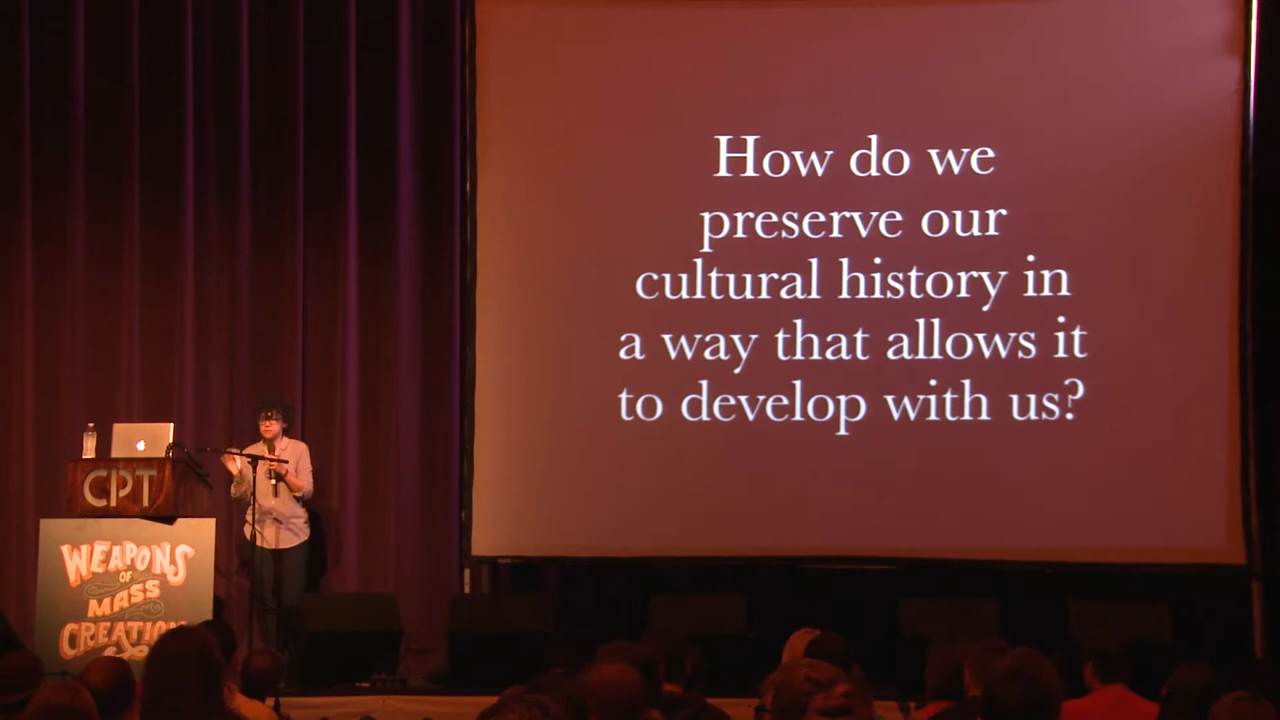 How do we
preserve our
cultural history in
a way that allows it
to develop with us?
CPT
WEAPONS
OF
MASS
CREATION